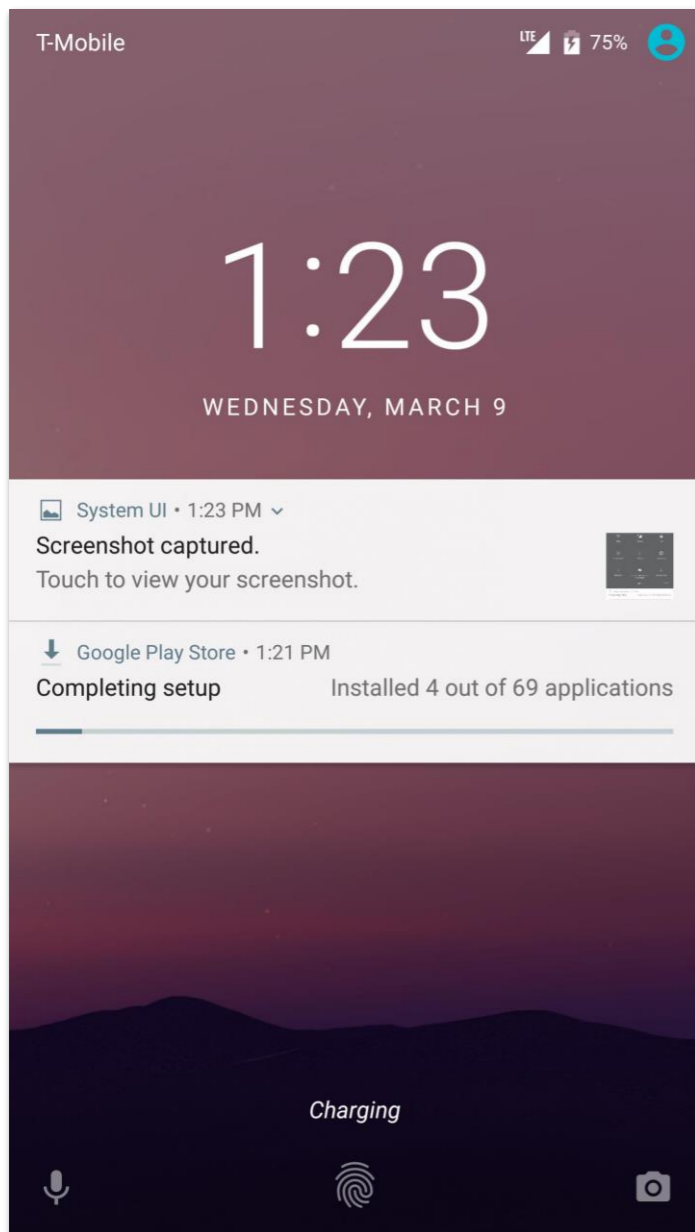 T-Mobile LTE 75%
1:23
WEDNESDAY, MARCH 9
System UI • 1:23 PM
Screenshot captured.
Touch to view your screenshot.
Google Play Store • 1:21 PM
Completing setup Installed 4 out of 69 applications
Charging